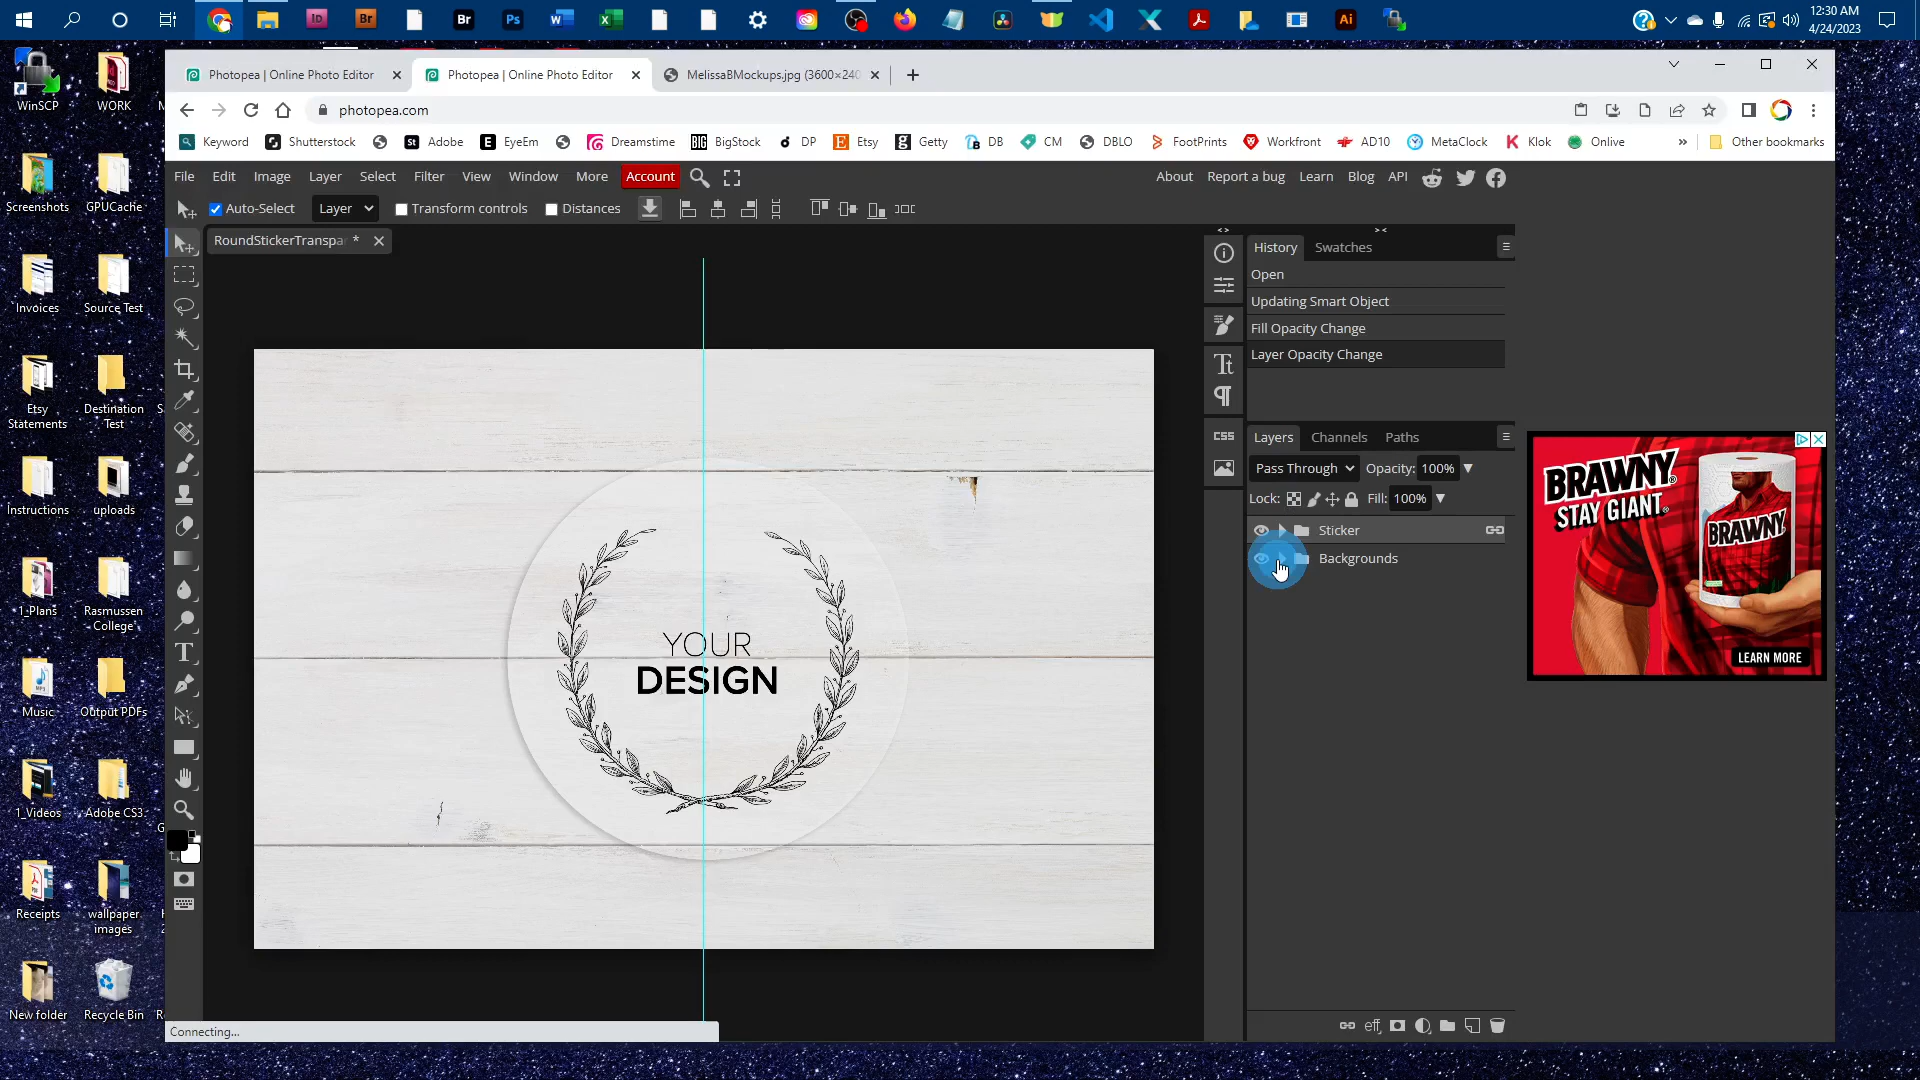 12:30 AM
4/24/2023
WinSCP
WORK
Screenshots
GPUCache
Invoices
Source Test
Etsy
Statements
Destination
Test
Instructions
uploads
1_Plans
Rasmussen
College
Music
Output PDFs
1_Videos
Adobe CS3
Receipts
wallpaper
images
New folder
Recycle Bin
Photopea | Online Photo Editor
Photopea | Online Photo Editor
MelissaBMockups.jpg (3600×240
photopea.com
Keyword
Shutterstock
Adobe
EyeEm
Dreamstime
BigStock
DP
Etsy
Getty
DB
CM
DBLO
FootPrints
Workfront
AD10
MetaClock
Klok
Onlive
Other bookmarks
File Edit Image Layer Select Filter View Window More Account
About Report a bug Learn Blog API
Auto-Select Layer Transform controls Distances
RoundStickerTranspar *
History Swatches
Open
Updating Smart Object
Fill Opacity Change
Layer Opacity Change
Layers Channels Paths
Pass Through Opacity: 100%
Lock: Fill: 100%
Sticker
Backgrounds
CSS
eff
YOUR
DESIGN
BRAWNY
STAY GIANT
BRAWNY
LEARN MORE
Connecting...